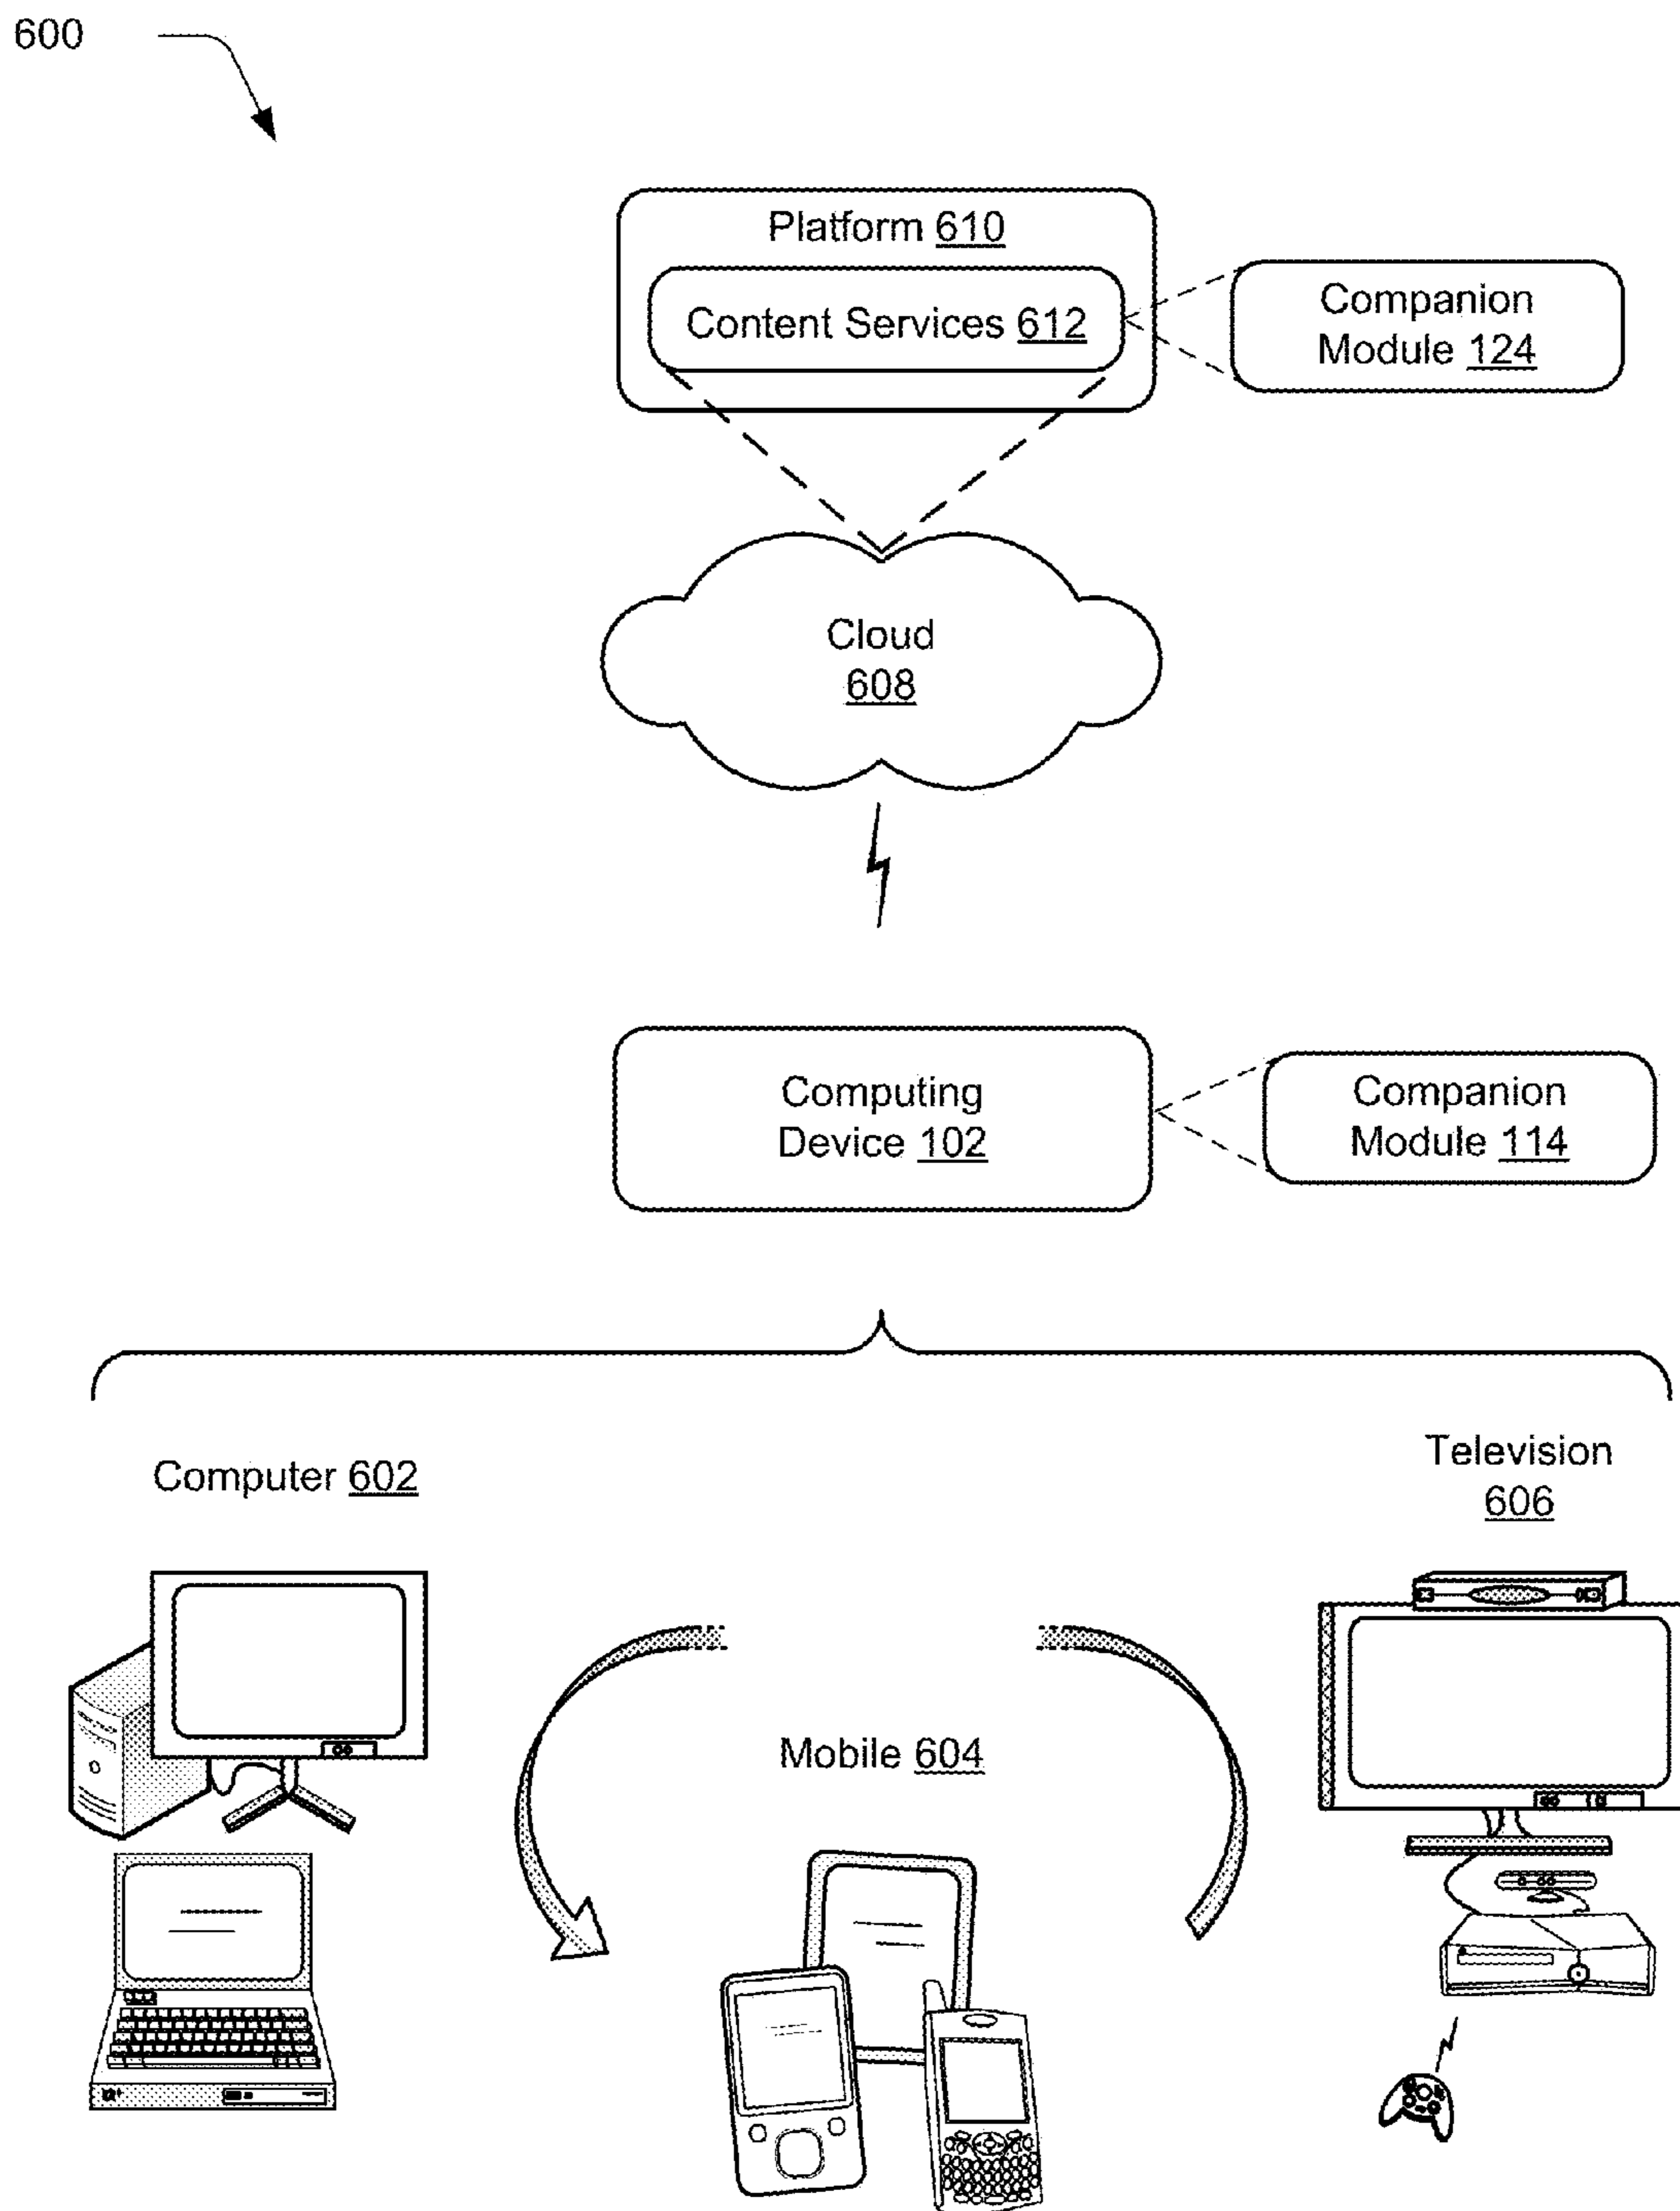 600
Platform 610
Content Services 612
Companion
Module 124
Cloud
608
Computing
Device 102
Companion
Module 114
Computer 602
Television
606
Mobile 604